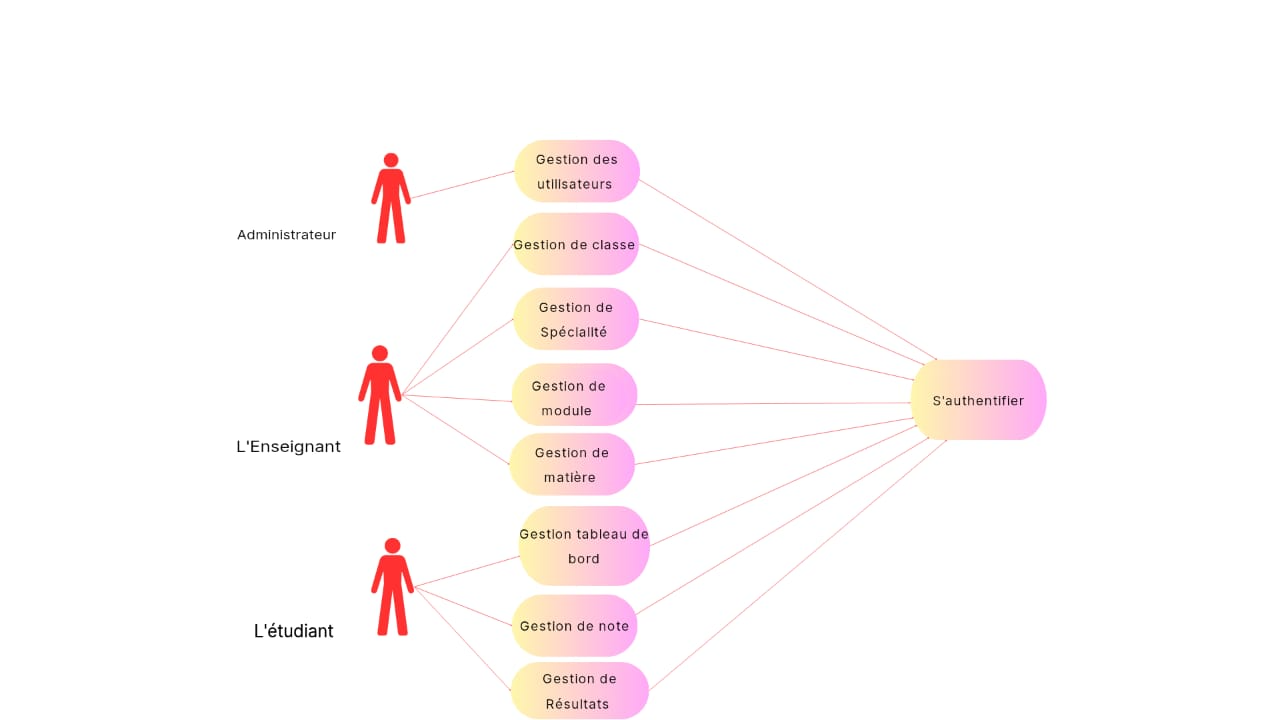 Gestion des
utilisateurs
Administrateur
Gestion de classe
Gestion de
Spécialité
Gestion de
module
S'authentifier
L'Enseignant
Gestion de
matière
Gestion tableau de
bord
L'étudiant
Gestion de note
Gestion de
Résultats